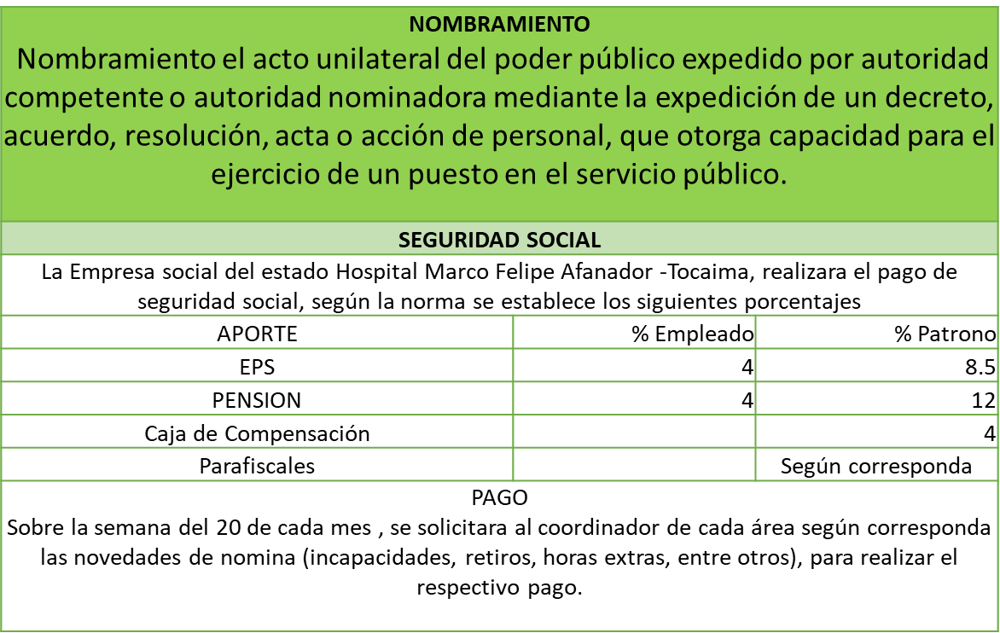 NOMBRAMIENTO
Nombramiento el acto unilateral del poder público expedido por autoridad
competente o autoridad nominadora mediante la expedición de un decreto,
acuerdo, resolución, acta o acción de personal, que otorga capacidad para el
ejercicio de un puesto en el servicio público.
SEGURIDAD SOCIAL
La Empresa social del estado Hospital Marco Felipe Afanador -Tocaima, realizara el pago de
seguridad social, según la norma se establece los siguientes porcentajes
APORTE % Empleado % Patrono
EPS 4 8.5
PENSION 4 12
Caja de Compensación 4
Parafiscales Según corresponda
PAGO
Sobre la semana del 20 de cada mes , se solicitara al coordinador de cada área según corresponda
las novedades de nomina (incapacidades, retiros, horas extras, entre otros), para realizar el
respectivo pago.